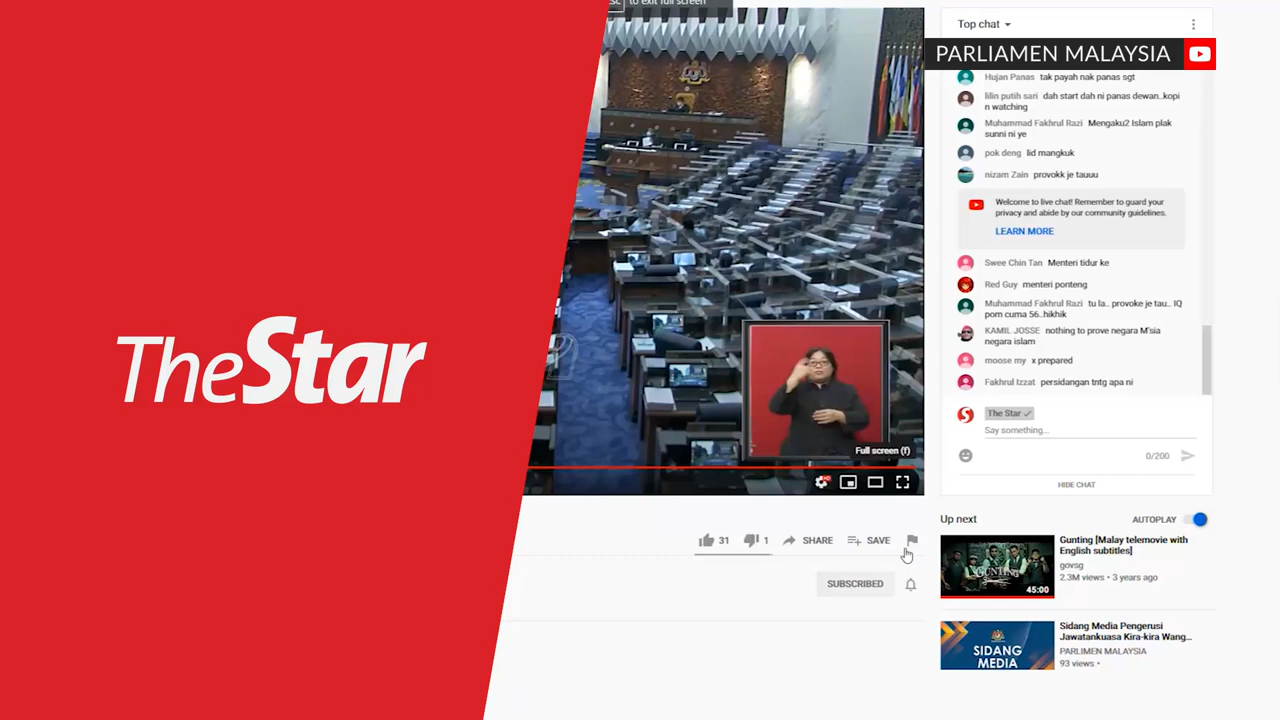 TheStar
to exit full screen
Top chat
PARLIAMEN MALAYSIA
Hujan Panas tak payah nak panas sgt
lilin putih sari dah start dah ni panas dewan..kopi
n watching
Muhammad Fakhrul Razi Mengaku2 Islam plak
sunni ni ye
pok deng lid mangkuk
nizam Zain provokk je tauuu
Welcome to live chat! Remember to guard your
privacy and abide by our community guidelines.
LEARN MORE
Swee Chin Tan Menteri tidur ke
Red Guy menteri ponteng
Muhammad Fakhrul Razi tu la.. provoke je tau.. IQ
pom cuma 56..hikhik
KAMIL JOSSE nothing to prove negara M'sia
negara islam
moose my x prepared
Fakhrul Izzat persidangan tntg apa ni
The Star
Say something...
0/200
HIDE CHAT
Full screen (f)
31
1
SHARE
SAVE
SUBSCRIBED
Up next
AUTOPLAY
Gunting [Malay telemovie with
English subtitles]
govsg
2.3M views • 3 years ago
GUNTING
45:00
Sidang Media Pengerusi
Jawatankuasa Kira-kira Wang...
PARLIMEN MALAYSIA
93 views •
SIDANG
MEDIA